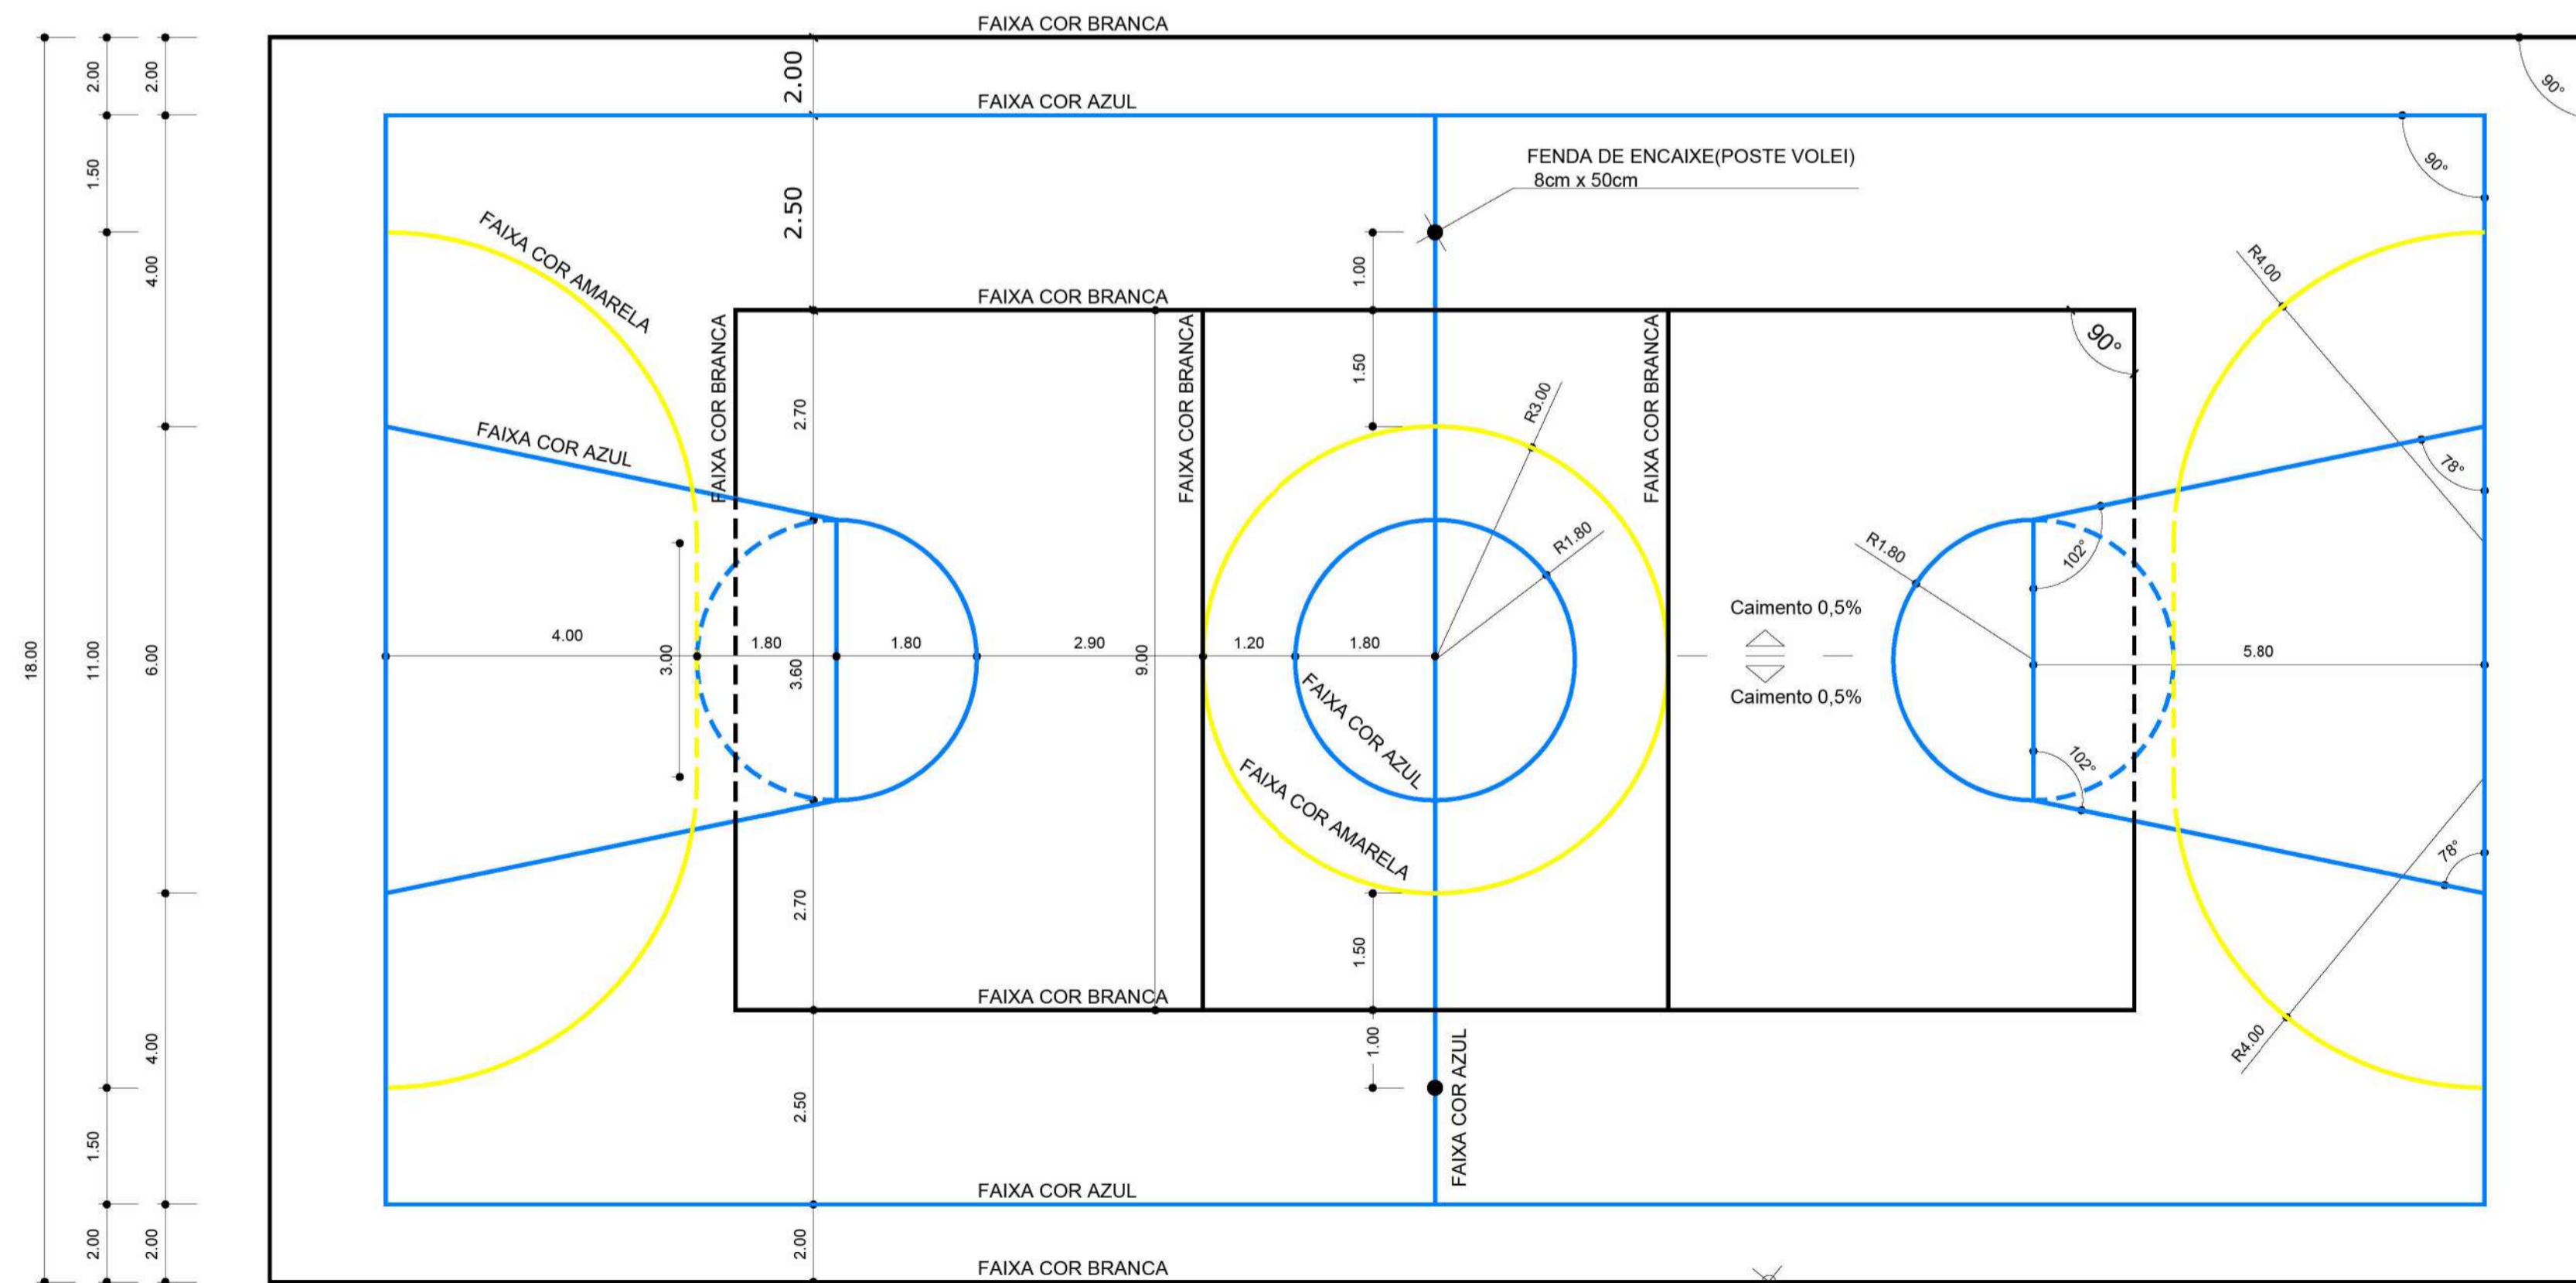 FAIXA COR BRANCA
2.00
2.00
2.00
90°
FAIXA COR AZUL
FENDA DE ENCAIXE(POSTE VOLEI)
8cm x 50cm
1.50
2.50
90°
FAIXA COR AMARELA
4.00
1.00
R4.00
FAIXA COR BRANCA
FAIXA COR BRANCA
FAIXA COR BRANCA
FAIXA COR BRANCA
90°
1.50
R3.00
2.70
FAIXA COR AZUL
78°
R1.80
R1.80
102°
Caimento 0,5%
18.00
11.00
6.00
4.00
3.00
1.80
3.60
1.80
2.90
9.00
1.20
1.80
5.80
Caimento 0,5%
FAIXA COR AZUL
102°
FAIXA COR AMARELA
78°
2.70
1.50
FAIXA COR BRANCA
4.00
1.00
R4.00
FAIXA COR AZUL
2.50
1.50
FAIXA COR AZUL
2.00
2.00
2.00
FAIXA COR BRANCA